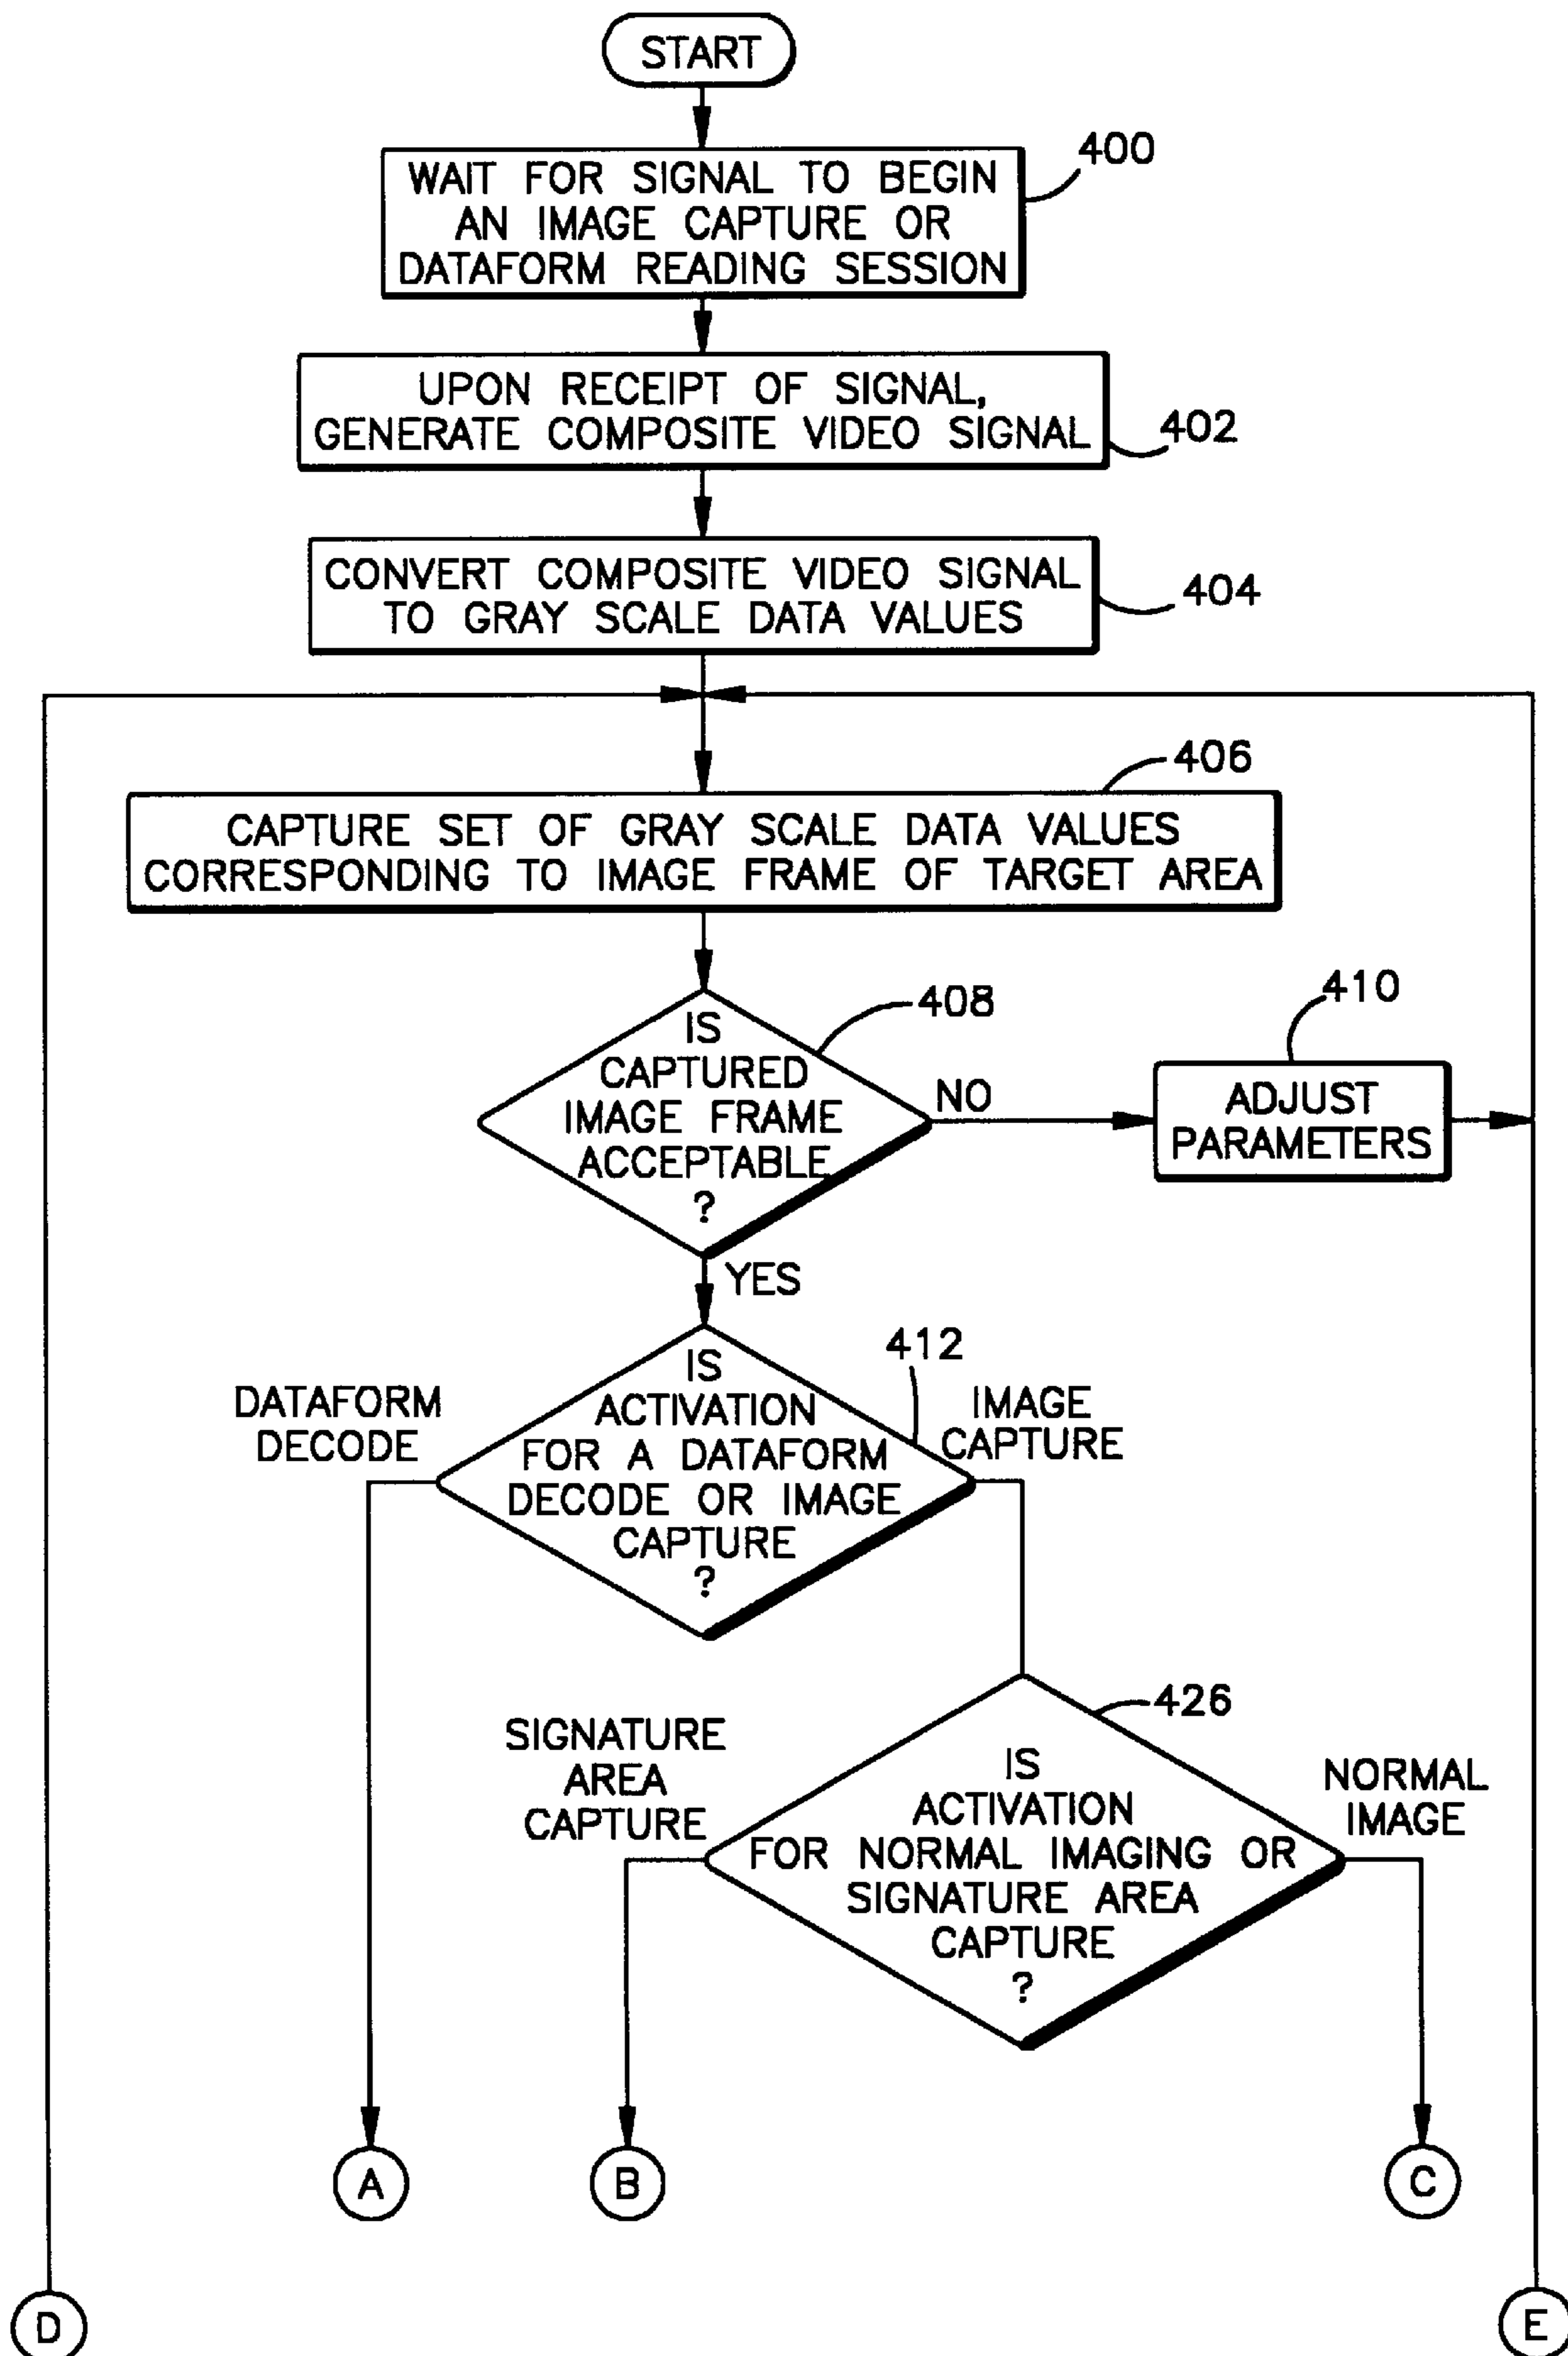 START
400
WAIT FOR SIGNAL TO BEGIN
AN IMAGE CAPTURE OR
DATAFORM READING SESSION
UPON RECEIPT OF SIGNAL,
GENERATE COMPOSITE VIDEO SIGNAL
402
CONVERT COMPOSITE VIDEO SIGNAL
TO GRAY SCALE DATA VALUES
404
406
CAPTURE SET OF GRAY SCALE DATA VALUES
CORRESPONDING TO IMAGE FRAME OF TARGET AREA
408
IS
CAPTURED
IMAGE FRAME
ACCEPTABLE
?
NO
410
ADJUST
PARAMETERS
YES
412
IS
ACTIVATION
FOR A DATAFORM
DECODE OR IMAGE
CAPTURE
?
DATAFORM
DECODE
IMAGE
CAPTURE
426
IS
ACTIVATION
FOR NORMAL IMAGING OR
SIGNATURE AREA
CAPTURE
?
SIGNATURE
AREA
CAPTURE
NORMAL
IMAGE
A
B
C
D
E